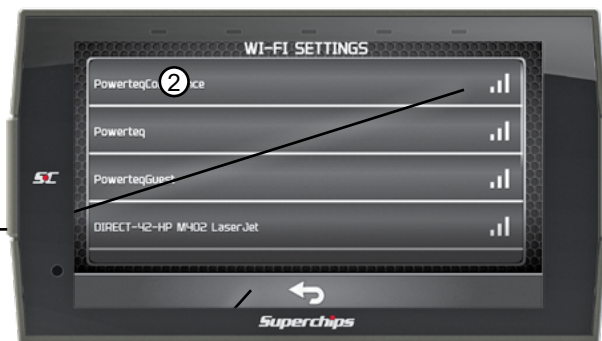 WI-FI SETTINGS
2
Powerteq
PowerteqGuest
DIRECT-42-HP M402 LaserJet
SC
Superchips